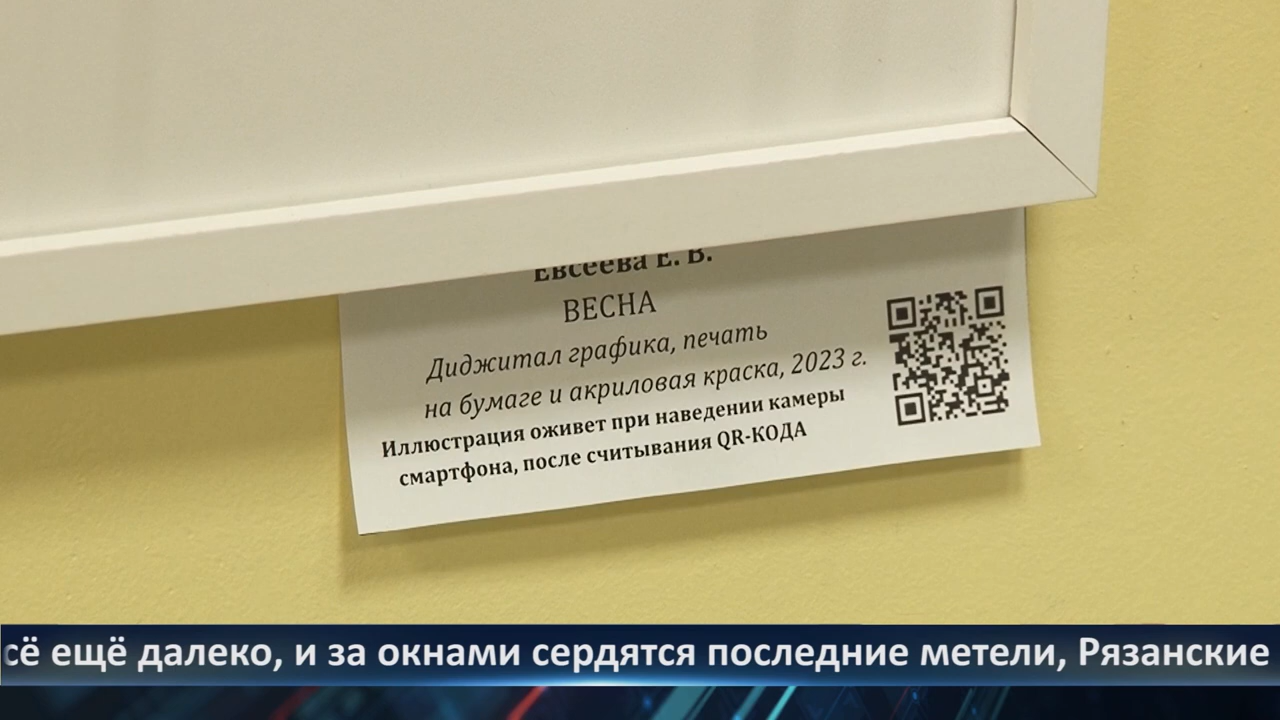 Евсеева Е. В.
ВЕСНА
Диджитал графика, печать
на бумаге и акриловая краска, 2023 г.
Иллюстрация оживет при наведении камеры
смартфона, после считывания QR-КОДА
сё ещё далеко, и за окнами сердятся последние метели, Рязанские